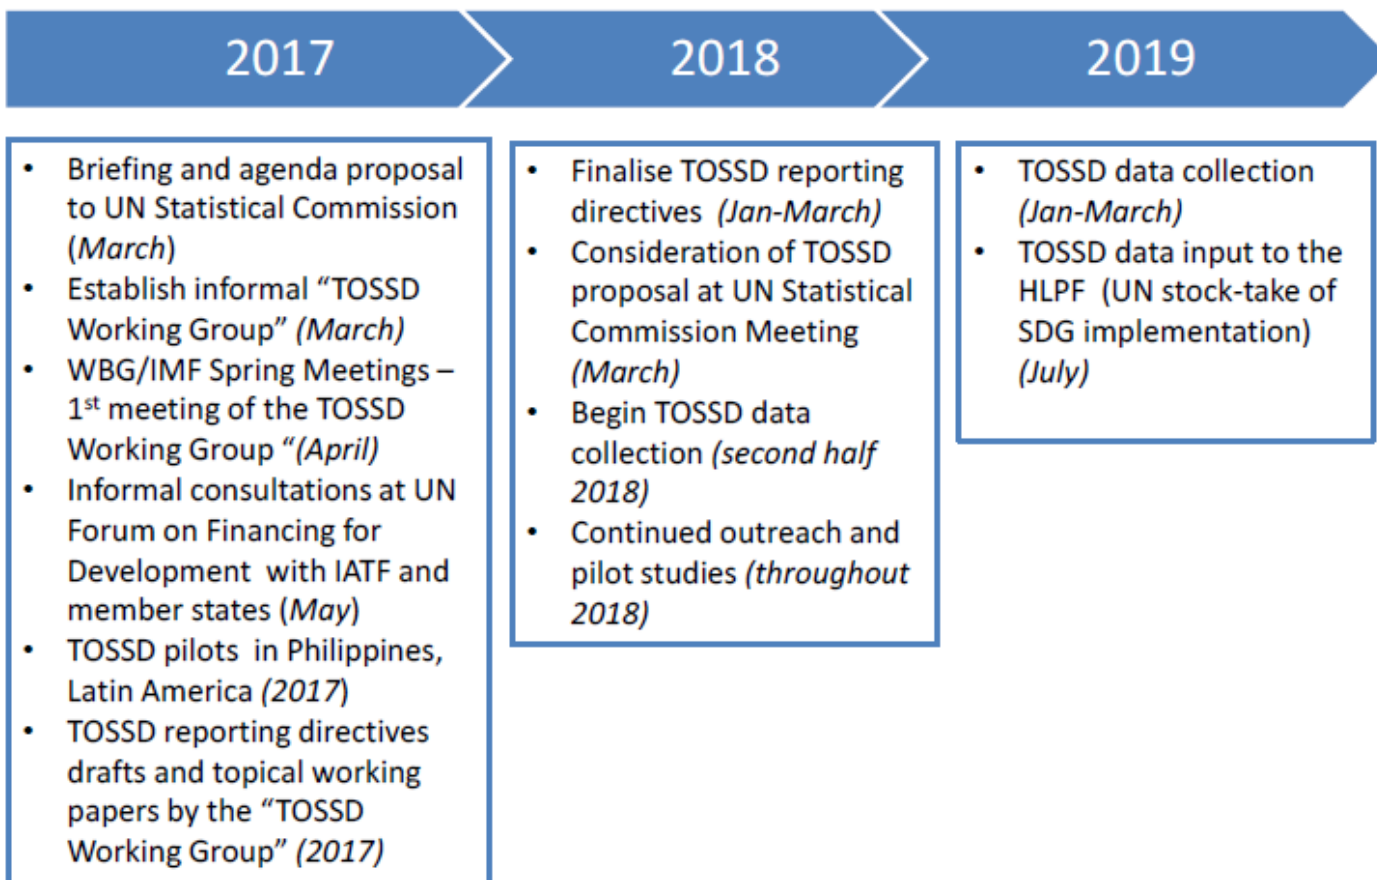 2017
2018
2019
• Briefing and agenda proposal
to UN Statistical Commission
(March)
• Establish informal “TOSSD
Working Group” (March)
• WBG/IMF Spring Meetings –
1st meeting of the TOSSD
Working Group “(April)
• Informal consultations at UN
Forum on Financing for
Development with IATF and
member states (May)
• TOSSD pilots in Philippines,
Latin America (2017)
• TOSSD reporting directives
drafts and topical working
papers by the “TOSSD
Working Group” (2017)
• Finalise TOSSD reporting
directives (Jan-March)
• Consideration of TOSSD
proposal at UN Statistical
Commission Meeting
(March)
• Begin TOSSD data
collection (second half
2018)
• Continued outreach and
pilot studies (throughout
2018)
• TOSSD data collection
(Jan-March)
• TOSSD data input to the
HLPF (UN stock-take of
SDG implementation)
(July)